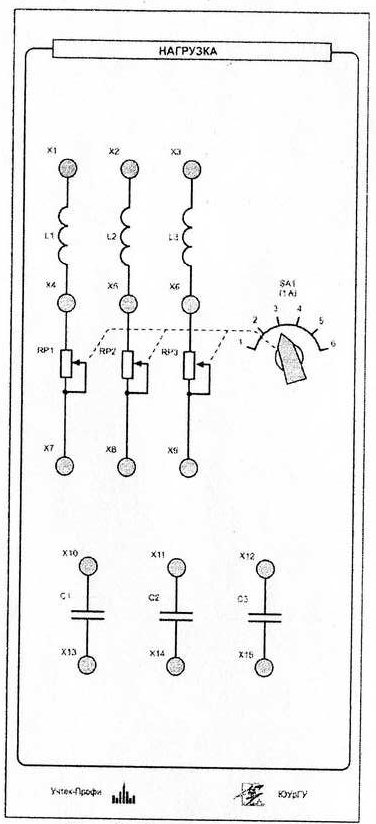 НАГРУЗКА
X1 X2 X3
L1 L2 L3
X4 X5 X6
SA1
(1A)
1 2 3 4 5 6
RP1 RP2 RP3
X7 X8 X9
X10 X11 X12
C1 C2 C3
X13 X14 X15
Учтех-Профи ЮУрГУ